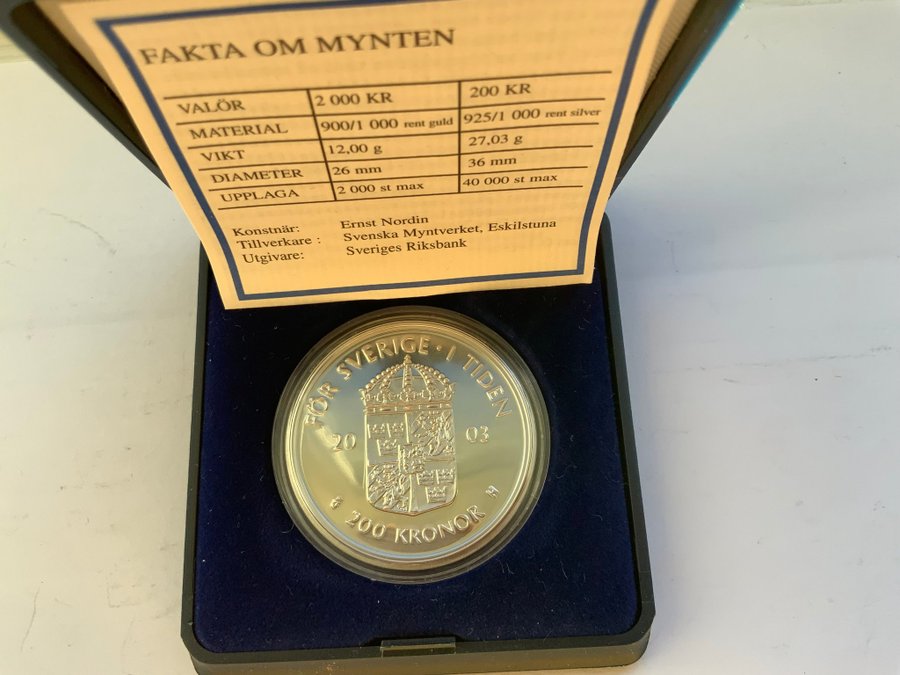 FAKTA OM MYNTEN
VALÖR 2 000 KR 200 KR
MATERIAL 900/1 000 rent guld 925/1 000 rent silver
VIKT 12,00 g 27,03 g
DIAMETER 26 mm 36 mm
UPPLAGA 2 000 st max 40 000 st max
Konstnär: Ernst Nordin
Tillverkare : Svenska Myntverket, Eskilstuna
Utgivare: Sveriges Riksbank
FÖR SVERIGE · I TIDEN
20 03
200 KRONOR